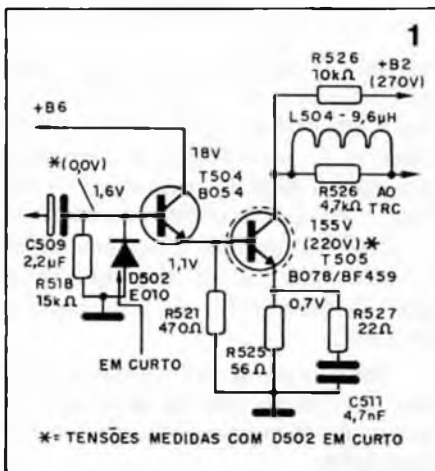 1
R526
10kΩ
+B2
(270V)
L504 - 9,6µH
+B6
R526
4,7kΩ
AO
TRC
18V
T504
B054
*(0,0V)
1,6V
155V
(220V)*
T505
B078/BF459
C509
2,2µF
R518
15kΩ
D502
E010
1,1V
0,7V
R527
22Ω
R521
470Ω
R525
56Ω
EM CURTO
C511
4,7nF
*= TENSÕES MEDIDAS COM D502 EM CURTO